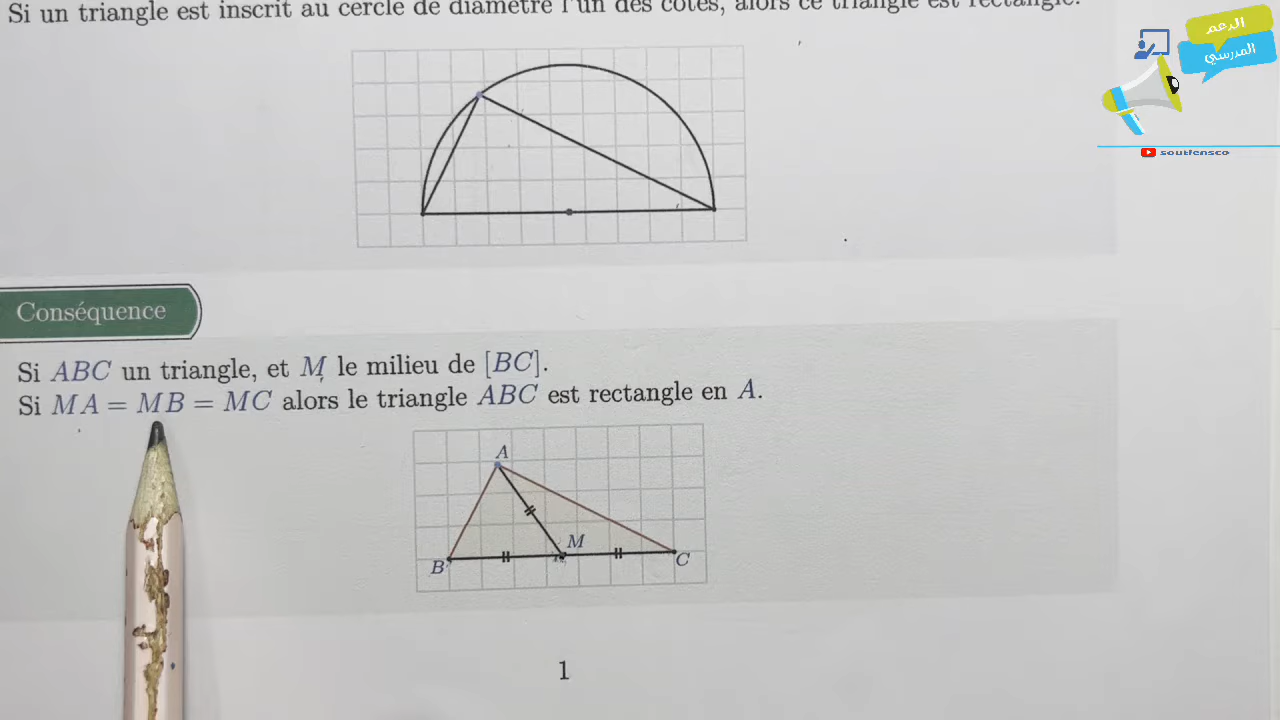 Si un triangle est inscrit au cercle de diamètre l'un des côtés, alors ce triangle est rectangle.
الدعم
المدرسي
soutiensco
Conséquence
Si ABC un triangle, et M le milieu de [BC].
Si MA = MB = MC alors le triangle ABC est rectangle en A.
A
M
B
C
1